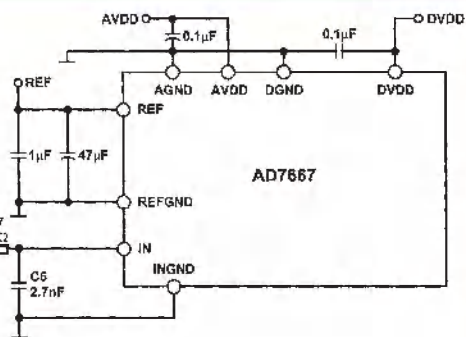 AVDD
DVDD
0.1µF
0.1µF
AGND
AVDD
DGND
DVDD
REF
REF
1µF
47µF
AD7667
REFGND
IN
INGND
C6
2.7nF